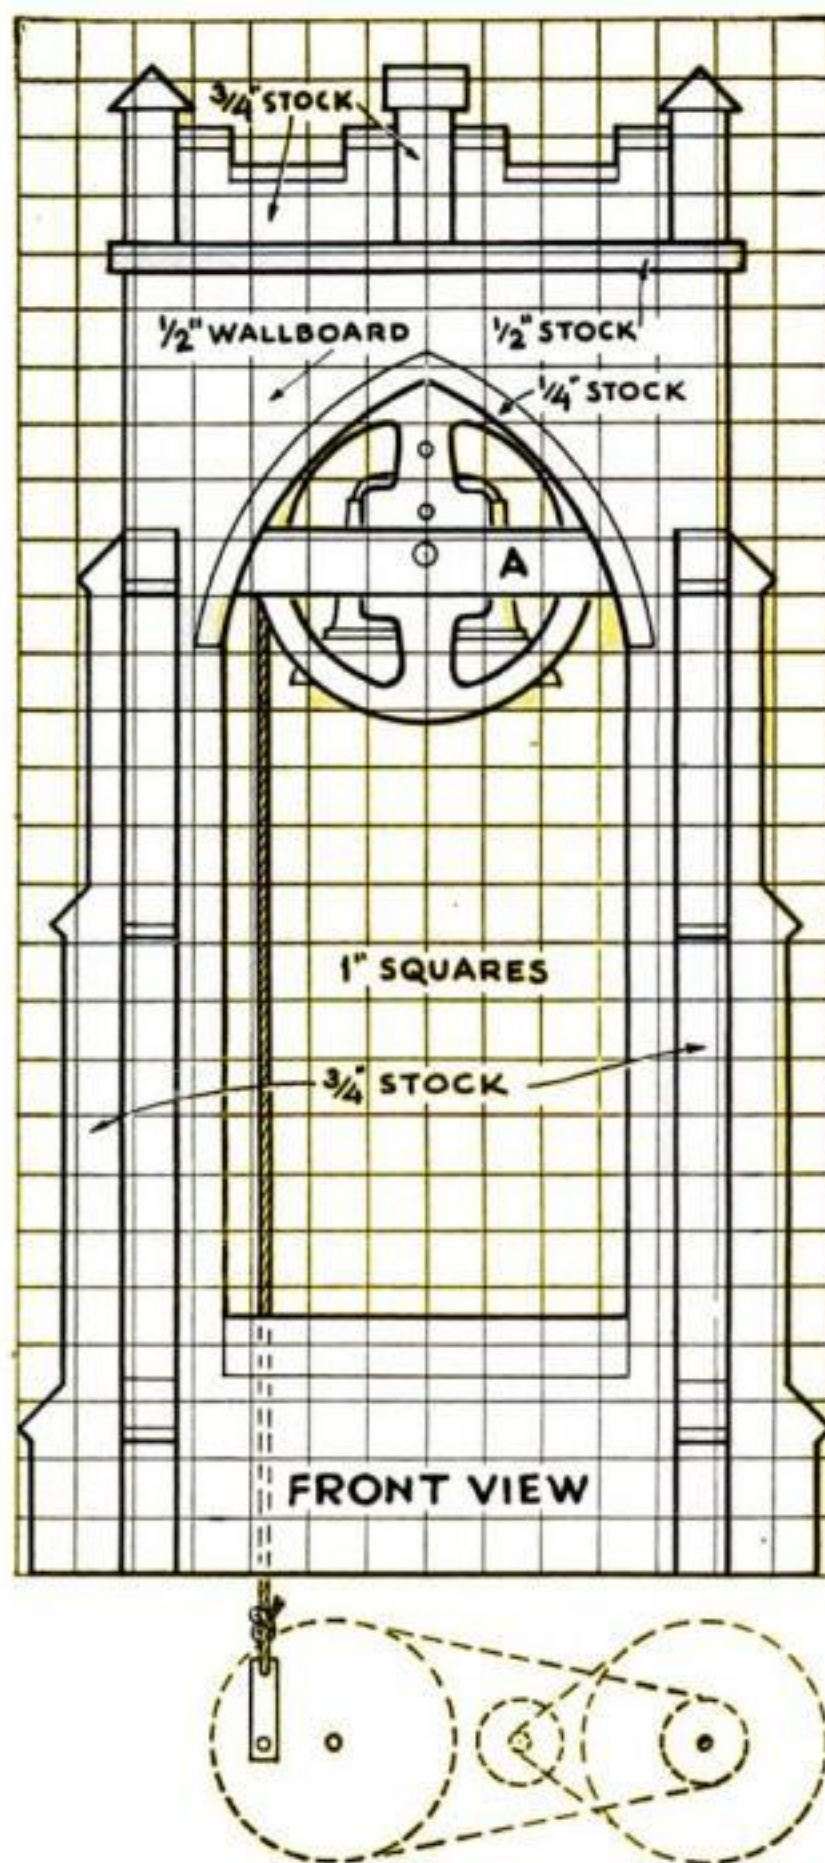 3/4" STOCK
1/2" WALLBOARD
1/2" STOCK
1/4" STOCK
A
1" SQUARES
3/4" STOCK
FRONT VIEW